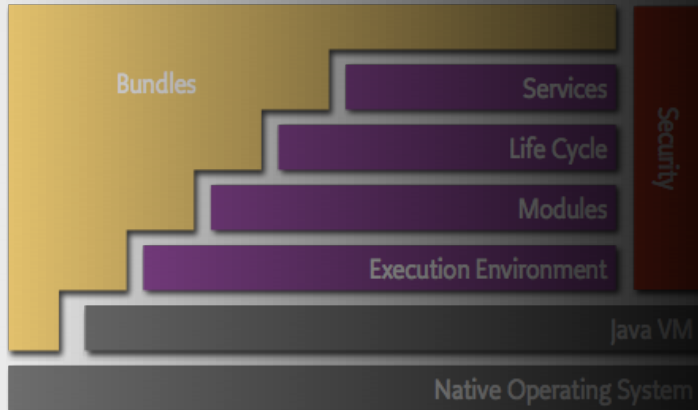 Bundles
Services
Life Cycle
Modules
Execution Environment
Java VM
Native Operating System
Security